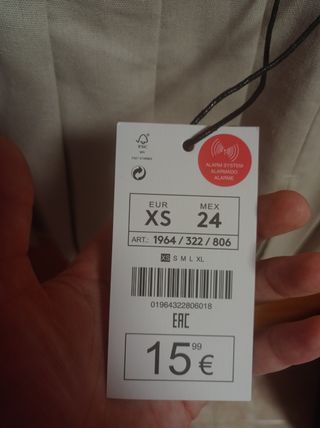 FSC
ALARM SYSTEM
ALARMADO
ALARME
EUR MEX
XS 24
ART.: 1964 / 322 / 806
XS S M L XL
01964322806018
EAC
15,99 €